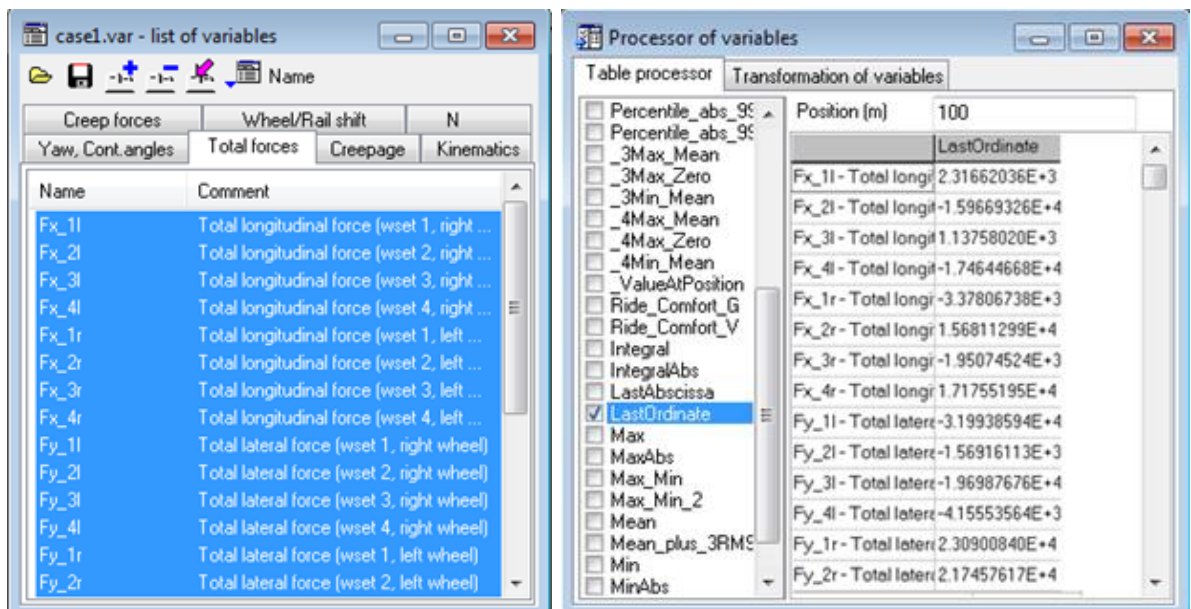 case1.var - list of variables
Name
Creep forces Wheel/Rail shift N
Yaw, Cont.angles Total forces Creepage Kinematics
Name Comment
Fx_1l Total longitudinal force (wset 1, right ...
Fx_2l Total longitudinal force (wset 2, right ...
Fx_3l Total longitudinal force (wset 3, right ...
Fx_4l Total longitudinal force (wset 4, right ...
Fx_1r Total longitudinal force (wset 1, left ...
Fx_2r Total longitudinal force (wset 2, left ...
Fx_3r Total longitudinal force (wset 3, left ...
Fx_4r Total longitudinal force (wset 4, left ...
Fy_1l Total lateral force (wset 1, right wheel)
Fy_2l Total lateral force (wset 2, right wheel)
Fy_3l Total lateral force (wset 3, right wheel)
Fy_4l Total lateral force (wset 4, right wheel)
Fy_1r Total lateral force (wset 1, left wheel)
Fy_2r Total lateral force (wset 2, left wheel)
Processor of variables
Table processor Transformation of variables
Percentile_abs_99
Percentile_abs_99
_3Max_Mean
_3Max_Zero
_3Min_Mean
_4Max_Mean
_4Max_Zero
_4Min_Mean
_ValueAtPosition
Ride_Comfort_G
Ride_Comfort_V
Integral
IntegralAbs
LastAbscissa
LastOrdinate
Max
MaxAbs
Max_Min
Max_Min_2
Mean
Mean_plus_3RMS
Min
MinAbs
Position (m) 100
LastOrdinate
Fx_1l - Total longi 2.31662036E+3
Fx_2l - Total longit -1.59669326E+4
Fx_3l - Total longit 1.13758020E+3
Fx_4l - Total longit -1.74644668E+4
Fx_1r - Total longi -3.37806738E+3
Fx_2r - Total longi 1.56811299E+4
Fx_3r - Total longi -1.95074524E+3
Fx_4r - Total longi 1.71755195E+4
Fy_1l - Total latera -3.19938594E+4
Fy_2l - Total latera -1.56916113E+3
Fy_3l - Total latera -1.96987676E+4
Fy_4l - Total latera -4.15553564E+3
Fy_1r - Total latera 2.30900840E+4
Fy_2r - Total latera 2.17457617E+4